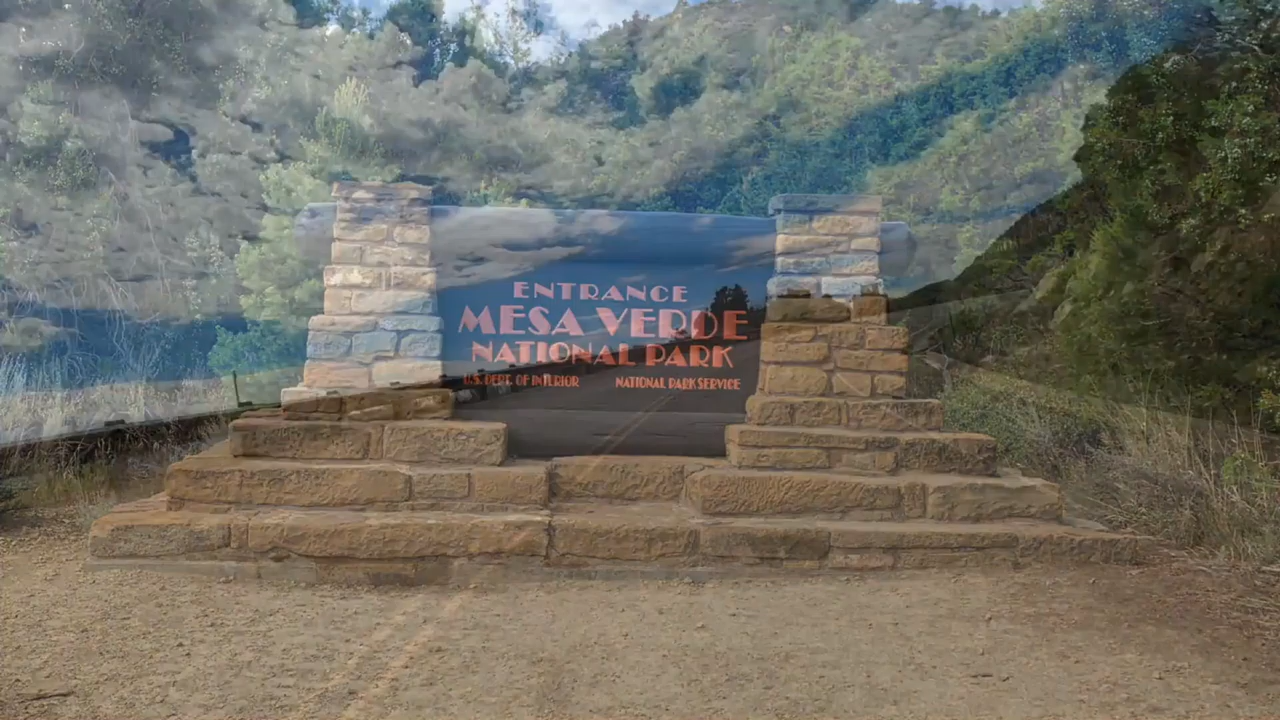 ENTRANCE
MESA VERDE
NATIONAL PARK
U.S. DEPT. OF INTERIOR NATIONAL PARK SERVICE